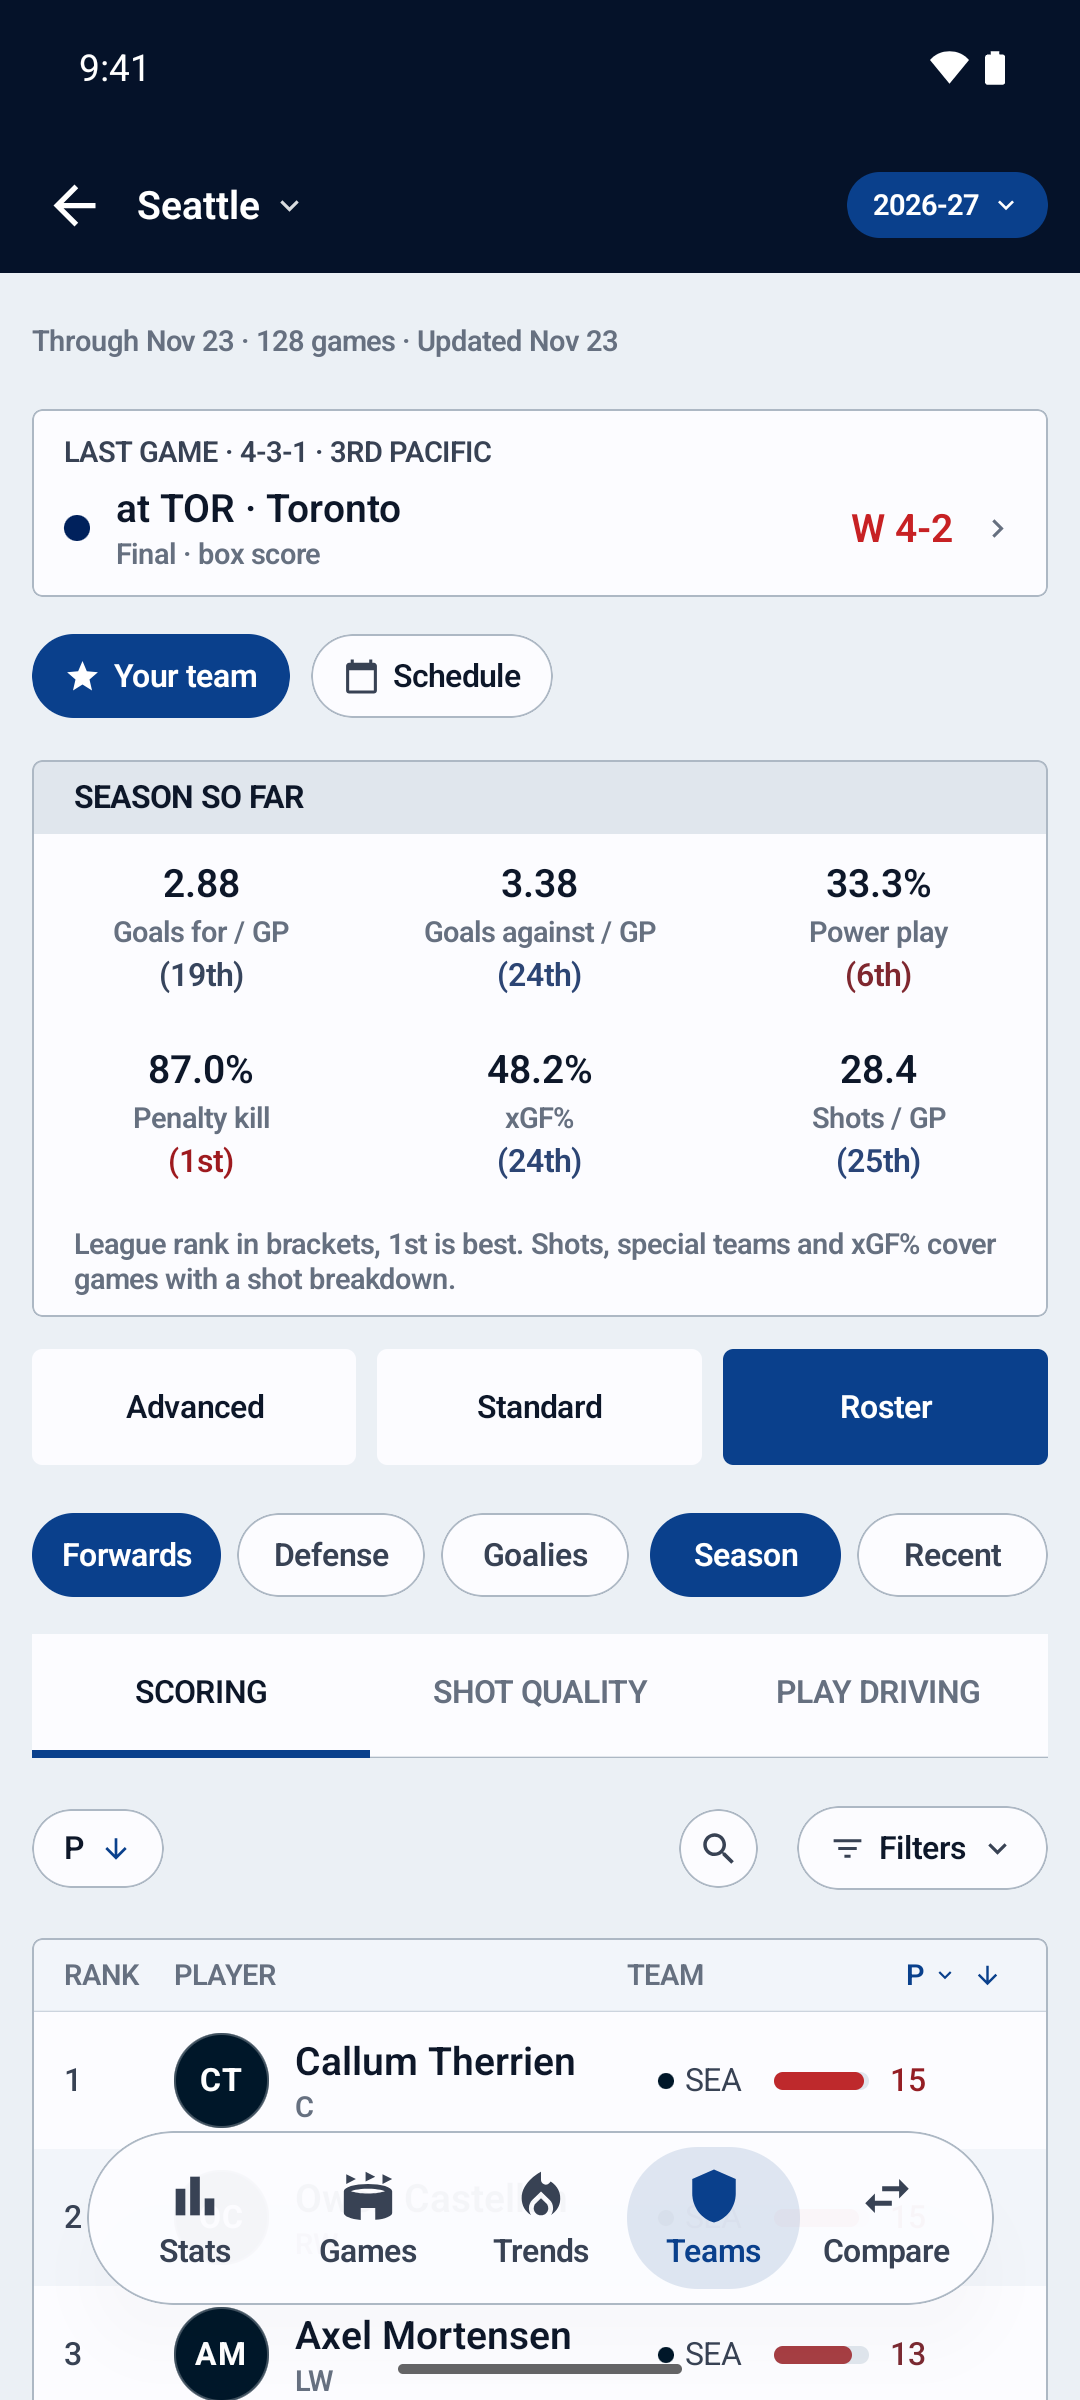 9:41
Seattle
2026-27
Through Nov 23 · 128 games · Updated Nov 23
LAST GAME · 4-3-1 · 3RD PACIFIC
at TOR · Toronto
Final · box score
W 4-2
Your team
Schedule
SEASON SO FAR
2.88 3.38 33.3%
Goals for / GP Goals against / GP Power play
(19th) (24th) (6th)
87.0% 48.2% 28.4
Penalty kill xGF% Shots / GP
(1st) (24th) (25th)
League rank in brackets, 1st is best. Shots, special teams and xGF% cover
games with a shot breakdown.
Advanced Standard Roster
Forwards Defense Goalies Season Recent
SCORING SHOT QUALITY PLAY DRIVING
P
Filters
RANK PLAYER TEAM P
1 CT Callum Therrien SEA 15
C
2 SEA 15
Stats Games Trends Teams Compare
3 AM Axel Mortensen SEA 13
LW